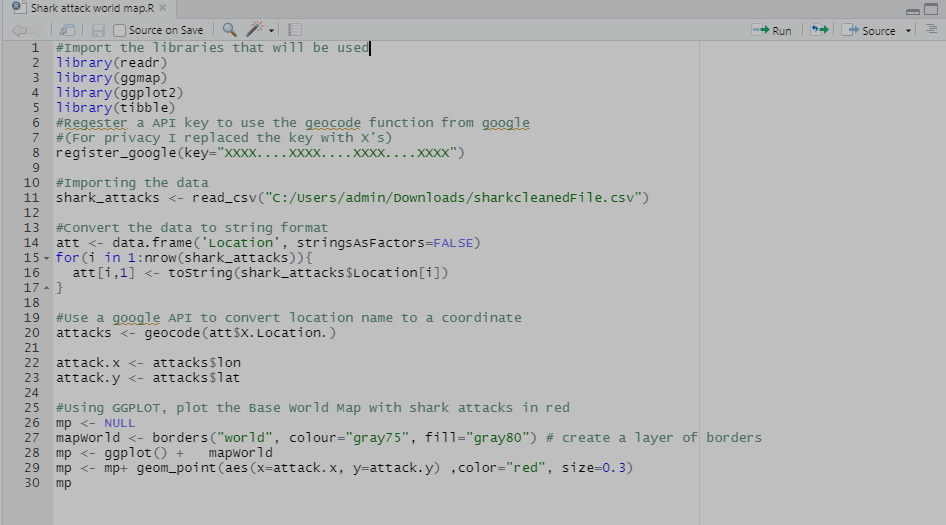 Shark attack world map.R
Source on Save
Run
Source
1 #Import the libraries that will be used
2 library(readr)
3 library(ggmap)
4 library(ggplot2)
5 library(tibble)
6 #Regester a API key to use the geocode function from google
7 #(For privacy I replaced the key with X's)
8 register_google(key="XXXX....XXXX....XXXX....XXXX")
9
10 #Importing the data
11 shark_attacks <- read_csv("C:/Users/admin/Downloads/sharkcleanedFile.csv")
12
13 #Convert the data to string format
14 att <- data.frame('Location', stringsAsFactors=FALSE)
15 for(i in 1:nrow(shark_attacks)){
16   att[i,1] <- toString(shark_attacks$Location[i])
17 }
18
19 #Use a google API to convert location name to a coordinate
20 attacks <- geocode(att$X.Location.)
21
22 attack.x <- attacks$lon
23 attack.y <- attacks$lat
24
25 #Using GGPLOT, plot the Base World Map with shark attacks in red
26 mp <- NULL
27 mapWorld <- borders("world", colour="gray75", fill="gray80") # create a layer of borders
28 mp <- ggplot() +   mapWorld
29 mp <- mp+ geom_point(aes(x=attack.x, y=attack.y) ,color="red", size=0.3)
30 mp